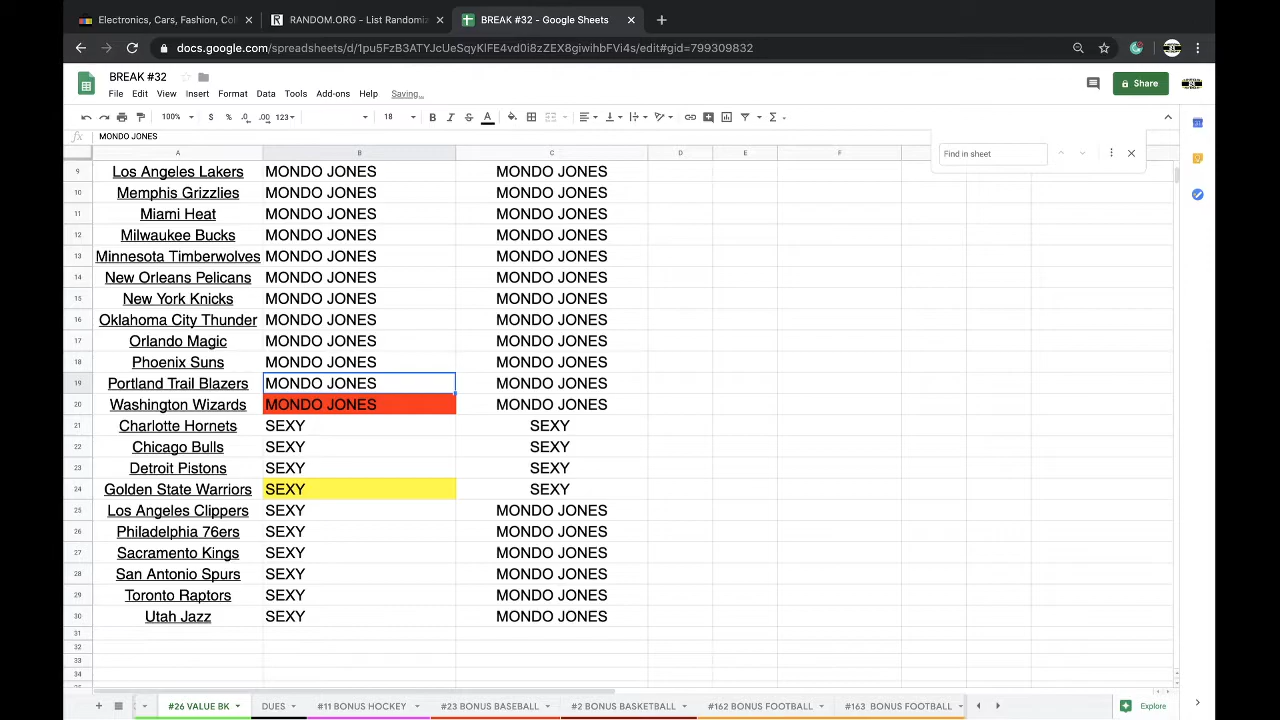 Electronics, Cars, Fashion, Col
RANDOM.ORG - List Randomiz
BREAK #32 - Google Sheets
docs.google.com/spreadsheets/d/1pu5FzB3ATYJcUeSqyKlFE4vd0i8zZEX8giwihbFVi4s/edit#gid=799309832
BREAK #32
Share
File Edit View Insert Format Data Tools Add-ons Help Saving...
100% $ % .0 .00 123 18 B I S A
fx MONDO JONES
Find in sheet
A B C D E F
9 Los Angeles Lakers MONDO JONES MONDO JONES
10 Memphis Grizzlies MONDO JONES MONDO JONES
11 Miami Heat MONDO JONES MONDO JONES
12 Milwaukee Bucks MONDO JONES MONDO JONES
13 Minnesota Timberwolves MONDO JONES MONDO JONES
14 New Orleans Pelicans MONDO JONES MONDO JONES
15 New York Knicks MONDO JONES MONDO JONES
16 Oklahoma City Thunder MONDO JONES MONDO JONES
17 Orlando Magic MONDO JONES MONDO JONES
18 Phoenix Suns MONDO JONES MONDO JONES
19 Portland Trail Blazers MONDO JONES MONDO JONES
20 Washington Wizards MONDO JONES MONDO JONES
21 Charlotte Hornets SEXY SEXY
22 Chicago Bulls SEXY SEXY
23 Detroit Pistons SEXY SEXY
24 Golden State Warriors SEXY SEXY
25 Los Angeles Clippers SEXY MONDO JONES
26 Philadelphia 76ers SEXY MONDO JONES
27 Sacramento Kings SEXY MONDO JONES
28 San Antonio Spurs SEXY MONDO JONES
29 Toronto Raptors SEXY MONDO JONES
30 Utah Jazz SEXY MONDO JONES
31
32
33
34
#26 VALUE BK DUES #11 BONUS HOCKEY #23 BONUS BASEBALL #2 BONUS BASKETBALL #162 BONUS FOOTBALL #163 BONUS FOOTBALL Explore